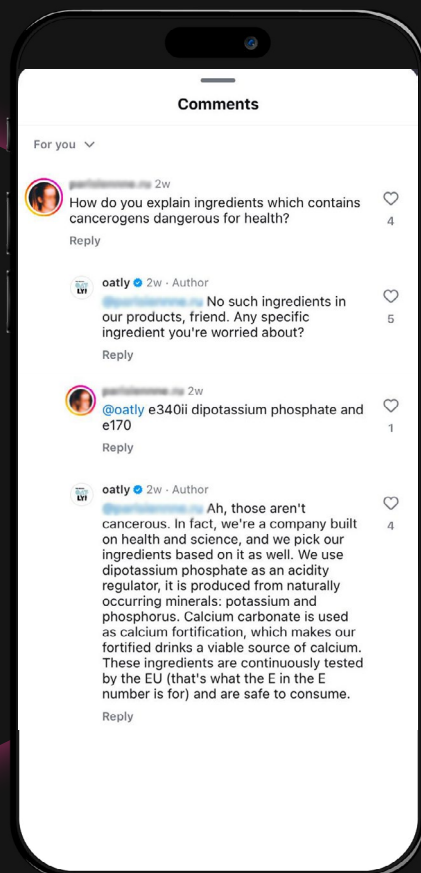 Comments
For you
2w
How do you explain ingredients which contains
cancerogens dangerous for health?
4
Reply
OATLY!
oatly 2w · Author
No such ingredients in
our products, friend. Any specific
ingredient you're worried about?
5
Reply
2w
@oatly e340ii dipotassium phosphate and
e170
1
Reply
oatly 2w · Author
Ah, those aren't
cancerous. In fact, we're a company built
on health and science, and we pick our
ingredients based on it as well. We use
dipotassium phosphate as an acidity
regulator, it is produced from naturally
occurring minerals: potassium and
phosphorus. Calcium carbonate is used
as calcium fortification, which makes our
fortified drinks a viable source of calcium.
These ingredients are continuously tested
by the EU (that's what the E in the E
number is for) and are safe to consume.
4
Reply